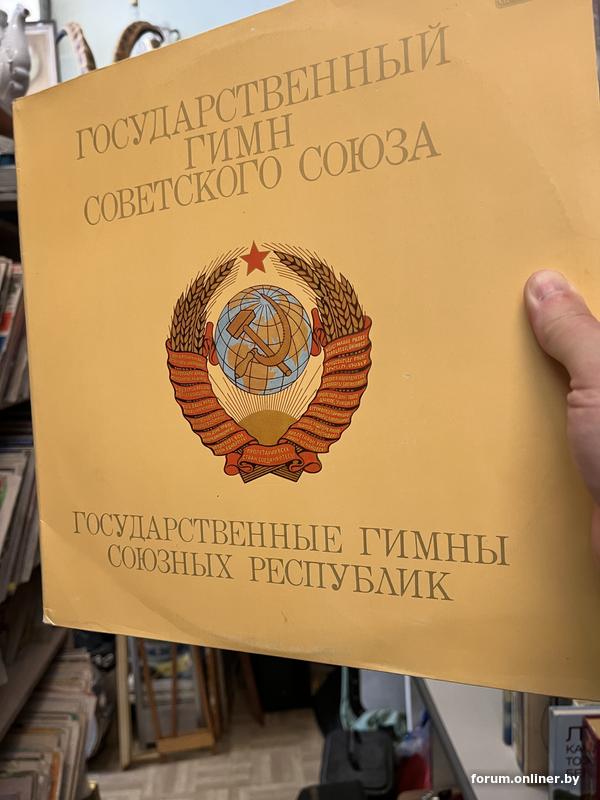 ГОСУДАРСТВЕННЫЙ
ГИМН
СОВЕТСКОГО СОЮЗА
ГОСУДАРСТВЕННЫЕ ГИМНЫ
СОЮЗНЫХ РЕСПУБЛИК
forum.onliner.by